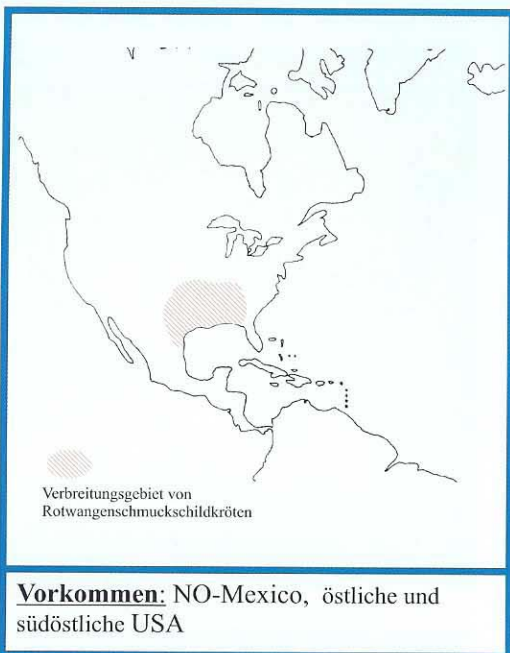 Verbreitungsgebiet von
Rotwangenschmuckschildkröten
Vorkommen: NO-Mexico, östliche und
südöstliche USA